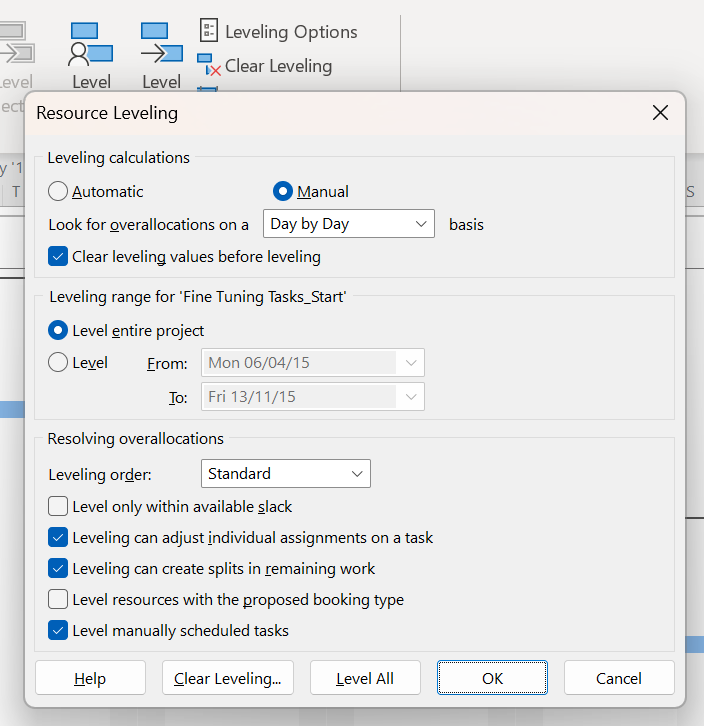 Leveling Options
Clear Leveling
Level
Level
Level
Resource Leveling
y '1
T
S
Leveling calculations
Automatic
Manual
Look for overallocations on a
Day by Day
basis
Clear leveling values before leveling
Leveling range for 'Fine Tuning Tasks_Start'
Level entire project
Level
From:
Mon 06/04/15
To:
Fri 13/11/15
Resolving overallocations
Leveling order:
Standard
Level only within available slack
Leveling can adjust individual assignments on a task
Leveling can create splits in remaining work
Level resources with the proposed booking type
Level manually scheduled tasks
Help
Clear Leveling...
Level All
OK
Cancel